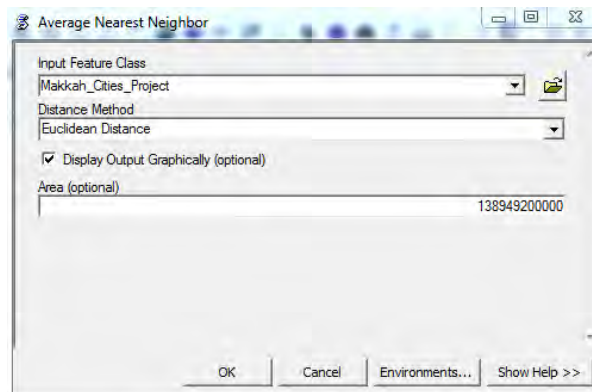 Average Nearest Neighbor
Input Feature Class
Makkah_Cities_Project
Distance Method
Euclidean Distance
Display Output Graphically (optional)
Area (optional)
138949200000
OK Cancel Environments... Show Help >>